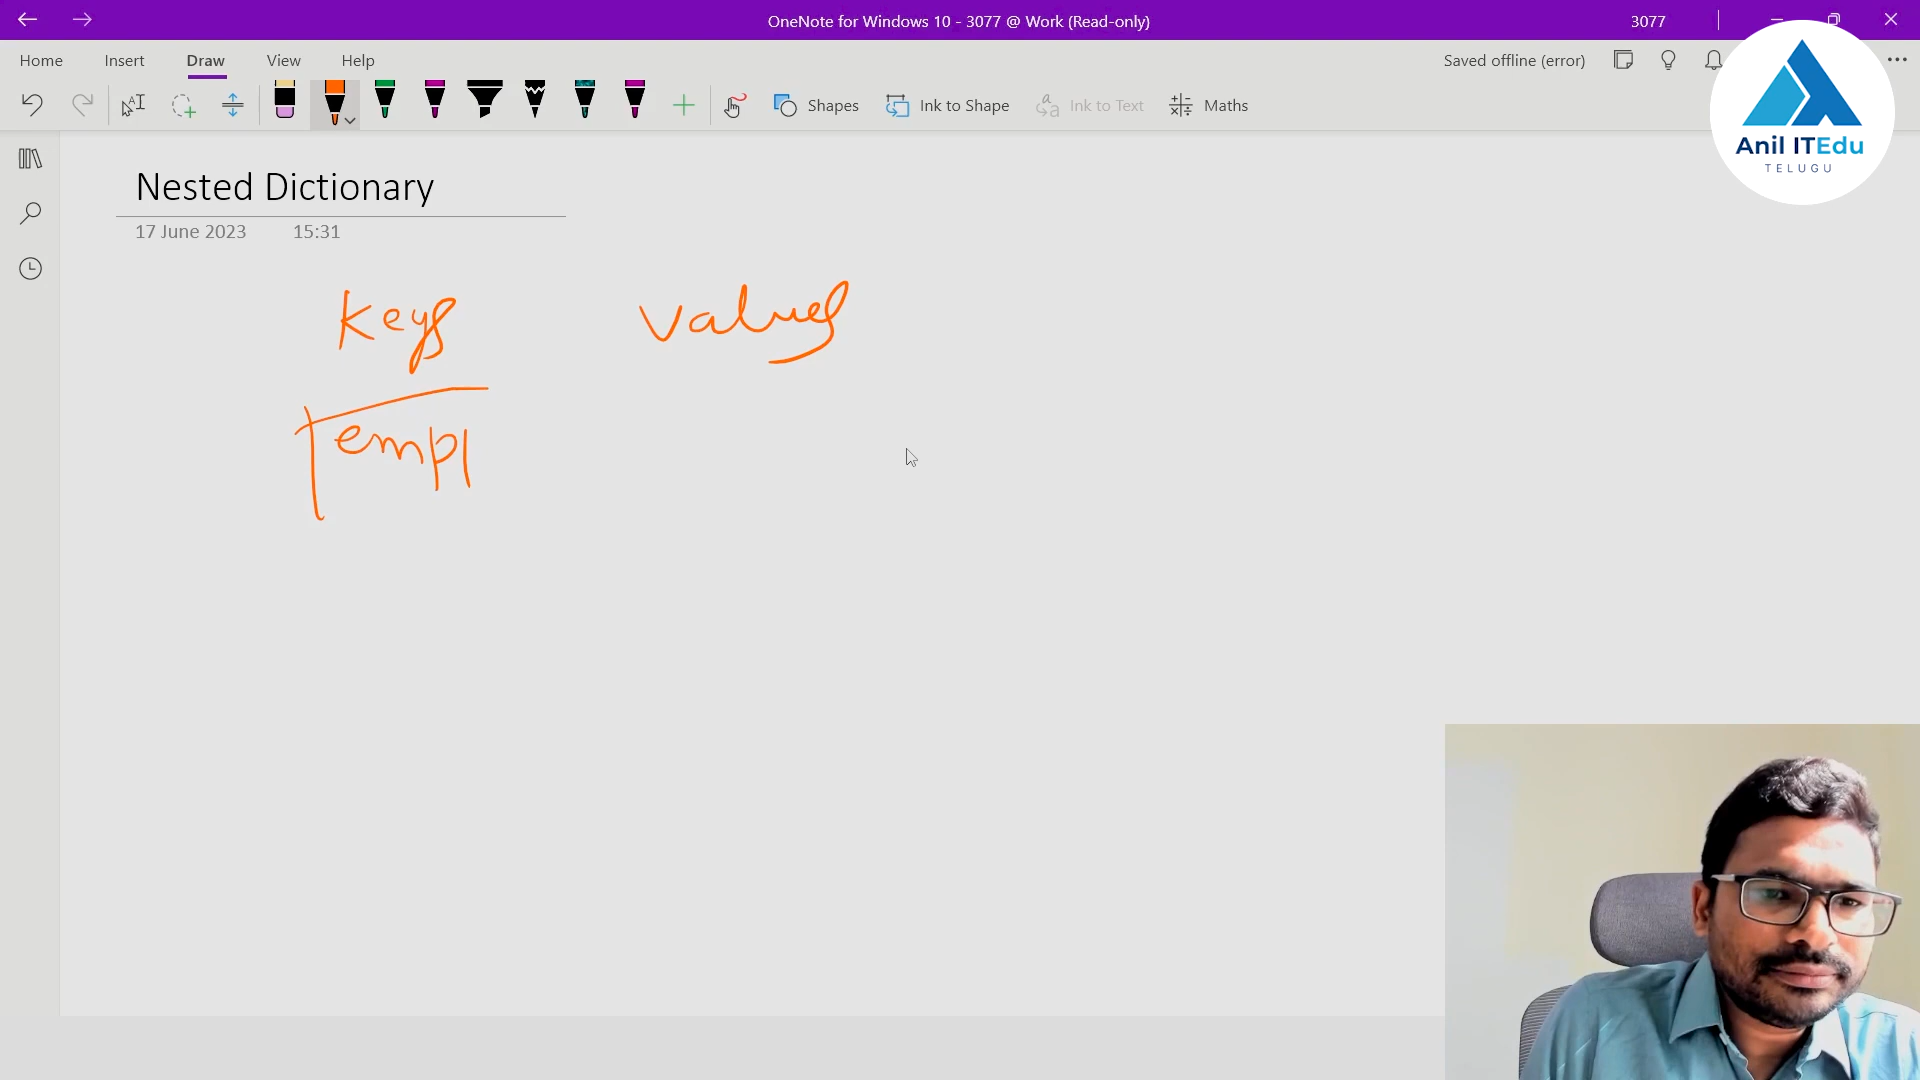 OneNote for Windows 10 - 3077 @ Work (Read-only)
3077
Home Insert Draw View Help
Saved offline (error)
Shapes
Ink to Shape
Ink to Text
Maths
Anil ITEdu
TELUGU
Nested Dictionary
17 June 2023 15:31
Keys values
emp1